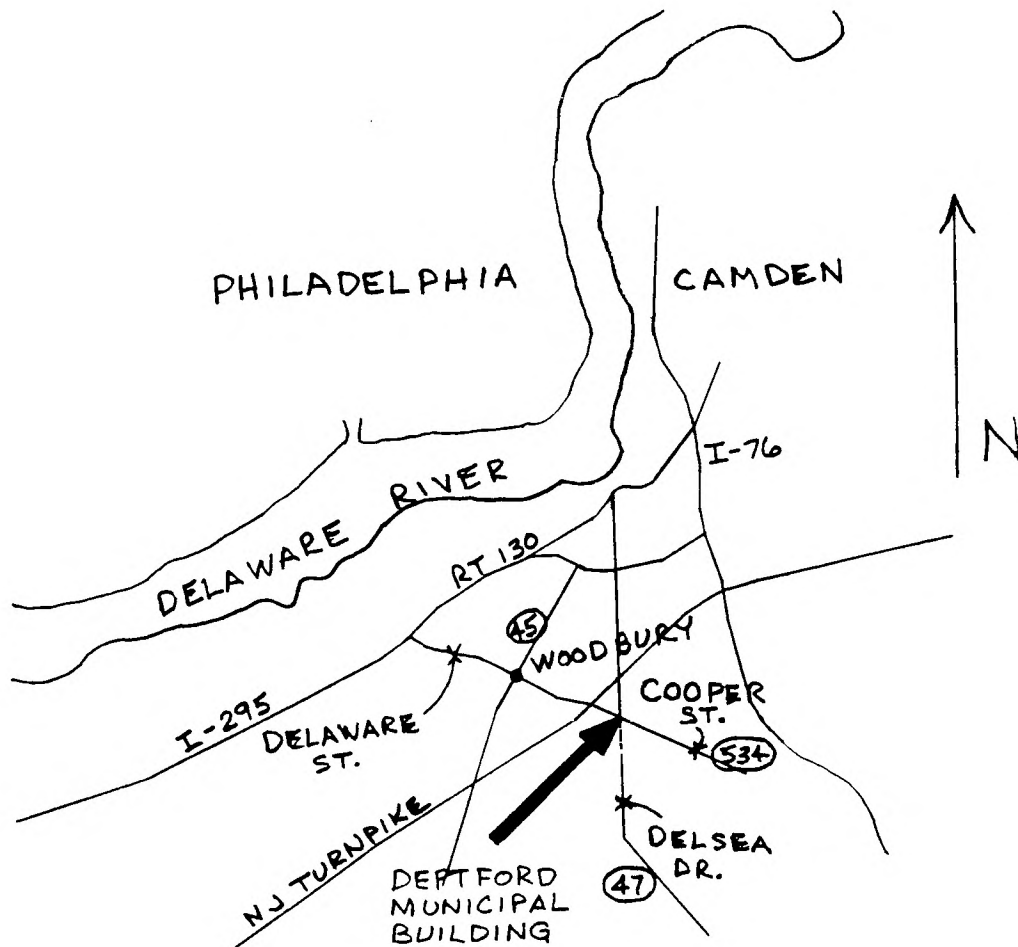 PHILADELPHIA
CAMDEN
N
I-76
DELAWARE RIVER
RT 130
45
WOODBURY
COOPER
ST.
534
I-295
DELAWARE
ST.
NJ TURNPIKE
DELSEA
DR.
47
DEPTFORD
MUNICIPAL
BUILDING